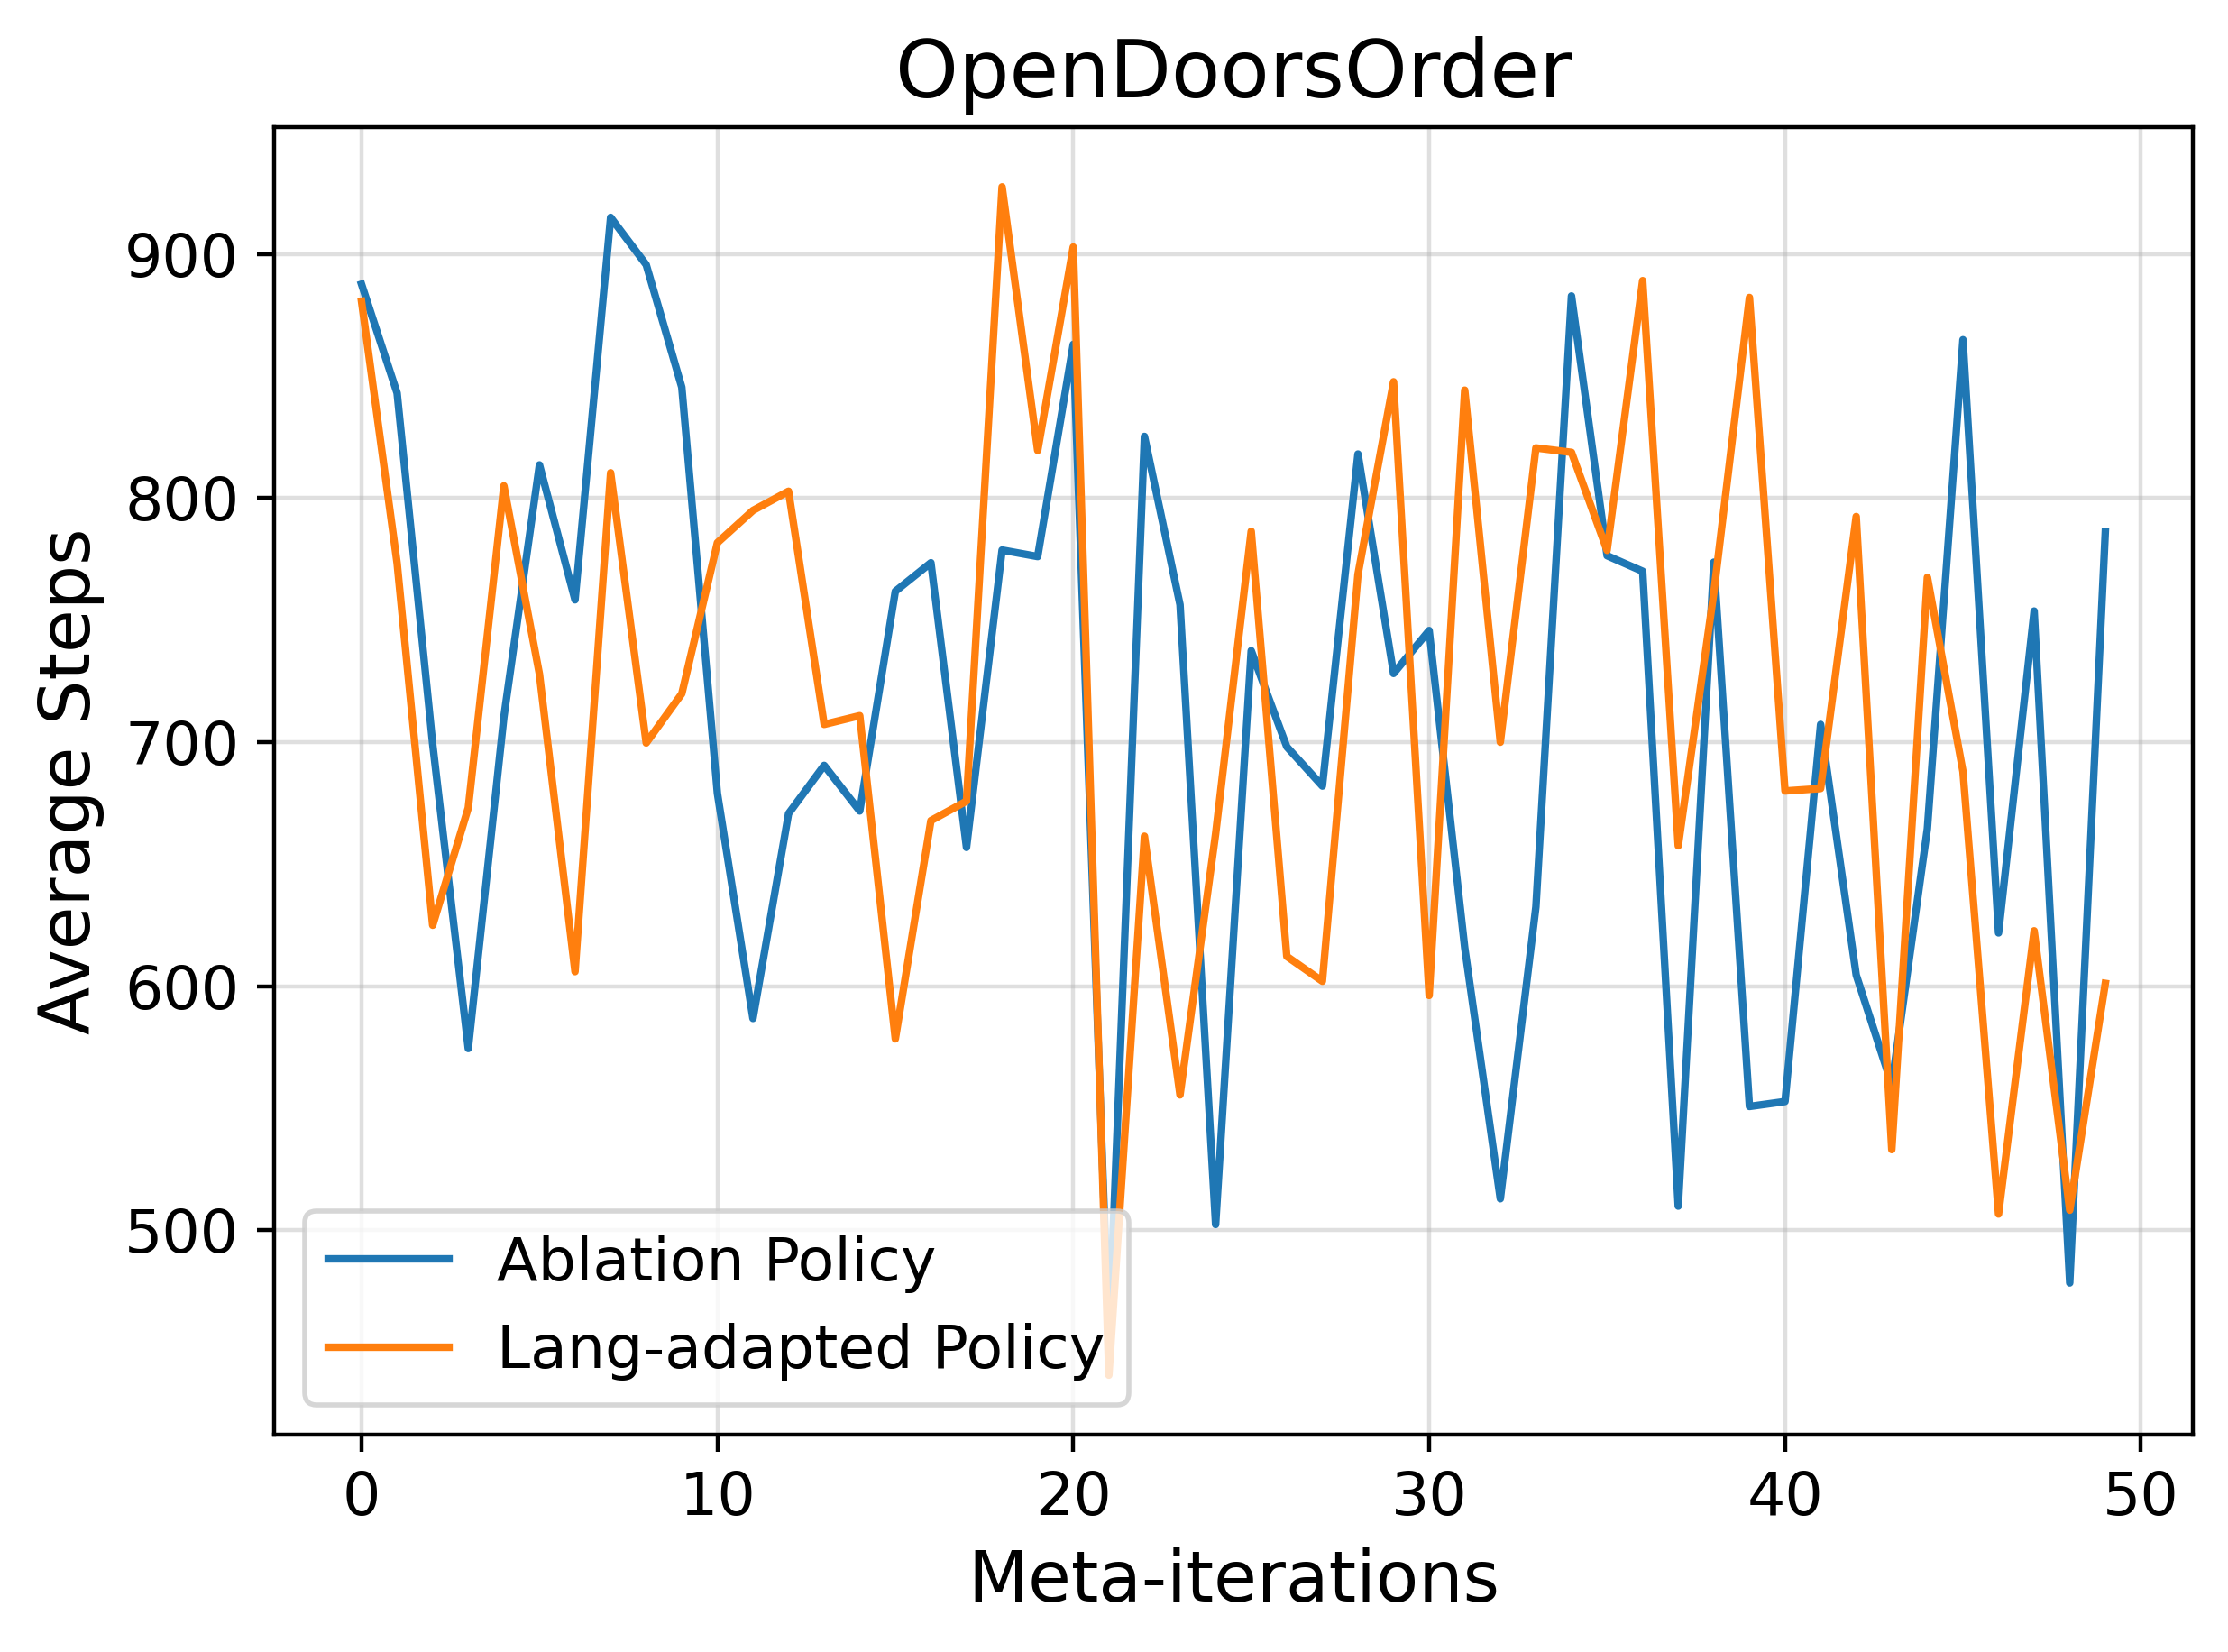 OpenDoorsOrder
Average Steps
900
800
700
600
500
Ablation Policy
Lang-adapted Policy
0 10 20 30 40 50
Meta-iterations